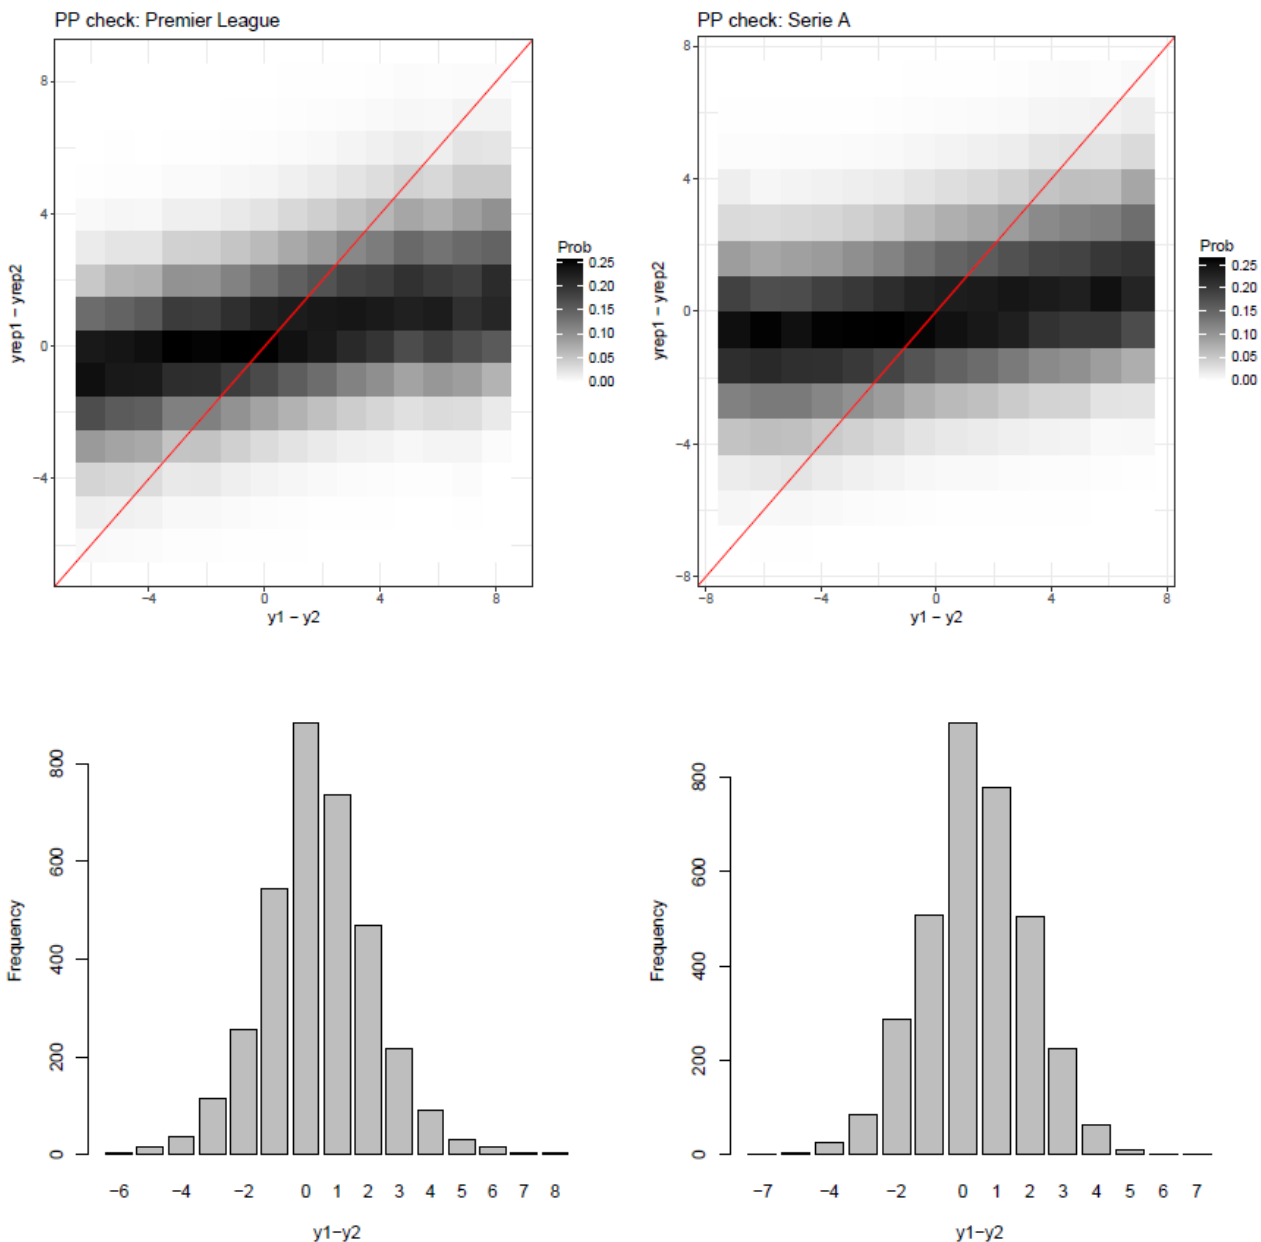 PP check: Premier League
8
4
0
−4
yrep1 − yrep2
−4 0 4 8
y1 − y2
Prob
0.25
0.20
0.15
0.10
0.05
0.00
PP check: Serie A
8
4
0
−4
−8
yrep1 − yrep2
−8 −4 0 4 8
y1 − y2
Prob
0.25
0.20
0.15
0.10
0.05
0.00
Frequency
800
600
400
200
0
−6 −4 −2 0 1 2 3 4 5 6 7 8
y1−y2
Frequency
800
600
400
200
0
−7 −4 −2 0 1 2 3 4 5 6 7
y1−y2